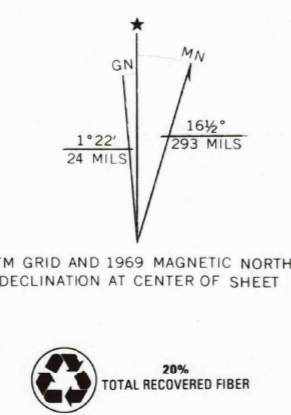 ★
GN
MN
1°22'
24 MILS
16½°
293 MILS
TM GRID AND 1969 MAGNETIC NORTH
DECLINATION AT CENTER OF SHEET
20%
TOTAL RECOVERED FIBER